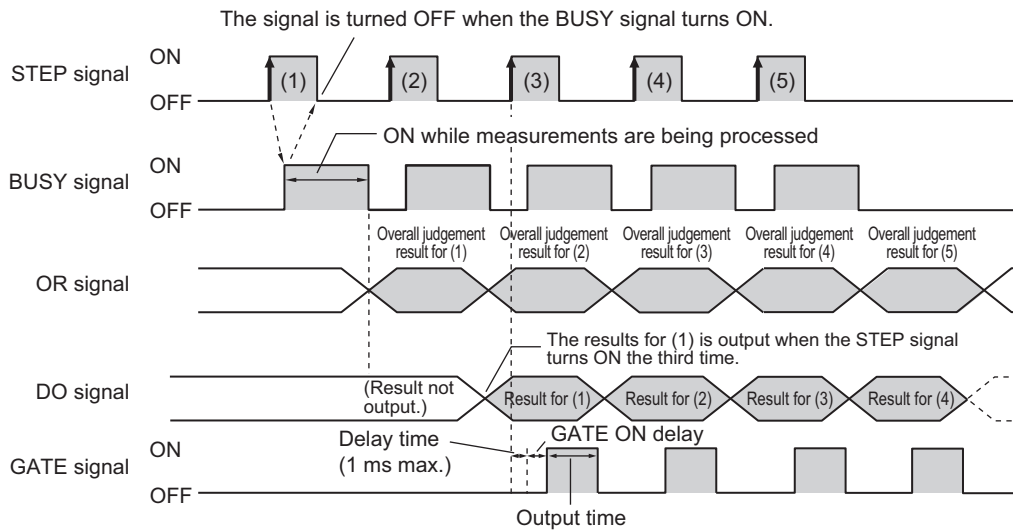 The signal is turned OFF when the BUSY signal turns ON.
STEP signal
ON
OFF
(1)
(2)
(3)
(4)
(5)
ON while measurements are being processed
BUSY signal
ON
OFF
Overall judgement
result for (1)
Overall judgement
result for (2)
Overall judgement
result for (3)
Overall judgement
result for (4)
Overall judgement
result for (5)
OR signal
The results for (1) is output when the STEP signal
turns ON the third time.
DO signal
(Result not
output.)
Result for (1)
Result for (2)
Result for (3)
Result for (4)
Delay time
(1 ms max.)
GATE ON delay
GATE signal
ON
OFF
Output time